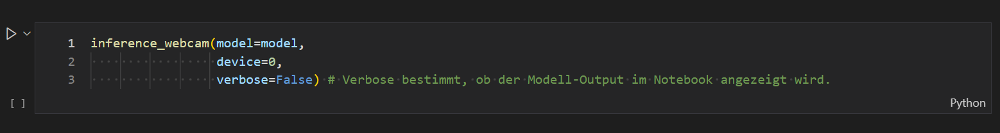 1 inference_webcam(model=model,
2 device=0,
3 verbose=False) # Verbose bestimmt, ob der Modell-Output im Notebook angezeigt wird.
[ ]
Python